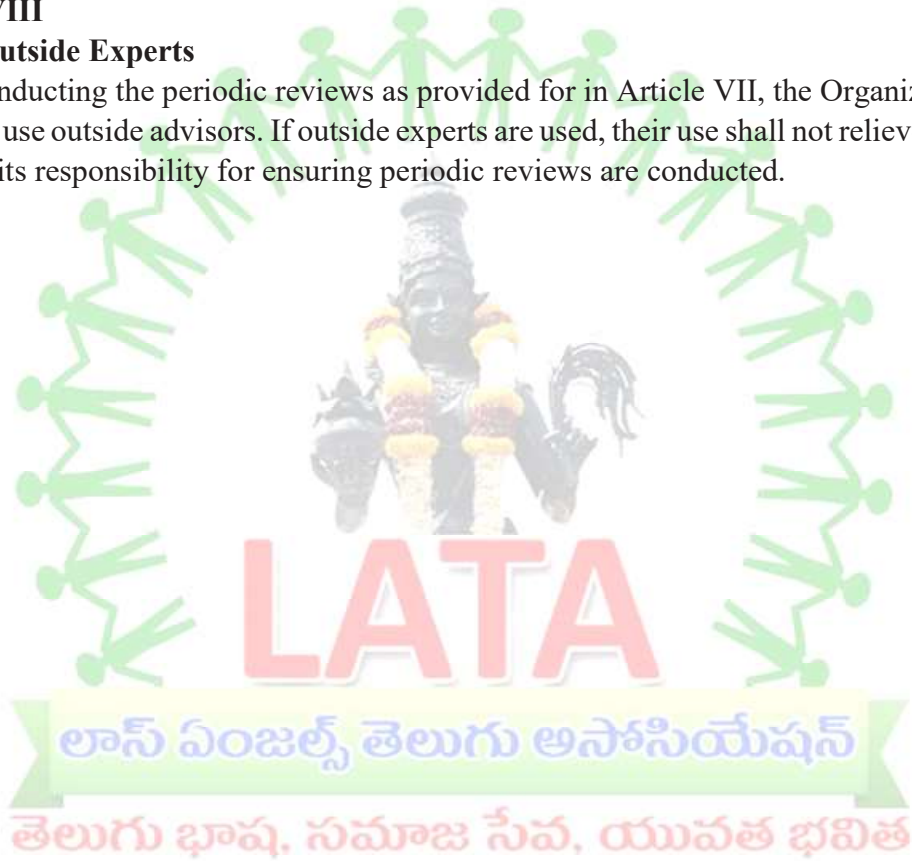 VIII
utside Experts
nducting the periodic reviews as provided for in Article VII, the Organiz
use outside advisors. If outside experts are used, their use shall not reliev
its responsibility for ensuring periodic reviews are conducted.
LATA
లాస్ ఏంజల్స్ తెలుగు అసోసియేషన్
తెలుగు భాష, సమాజ సేవ, యువత భవిత